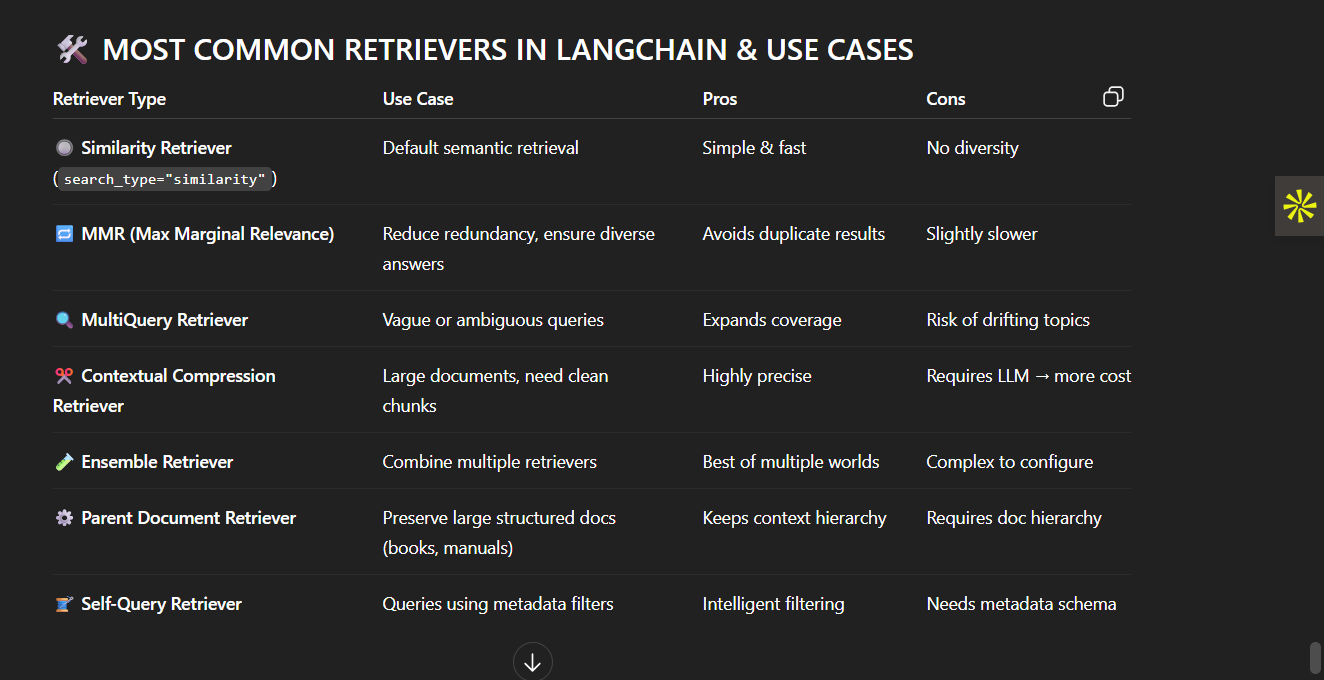 🛠️ MOST COMMON RETRIEVERS IN LANGCHAIN & USE CASES
Retriever Type Use Case Pros Cons
Similarity Retriever Default semantic retrieval Simple & fast No diversity
(search_type="similarity")
🔁 MMR (Max Marginal Relevance) Reduce redundancy, ensure diverse Avoids duplicate results Slightly slower
answers
🔍 MultiQuery Retriever Vague or ambiguous queries Expands coverage Risk of drifting topics
✂️ Contextual Compression Large documents, need clean Highly precise Requires LLM → more cost
Retriever chunks
🧪 Ensemble Retriever Combine multiple retrievers Best of multiple worlds Complex to configure
⚙️ Parent Document Retriever Preserve large structured docs Keeps context hierarchy Requires doc hierarchy
(books, manuals)
🧵 Self-Query Retriever Queries using metadata filters Intelligent filtering Needs metadata schema